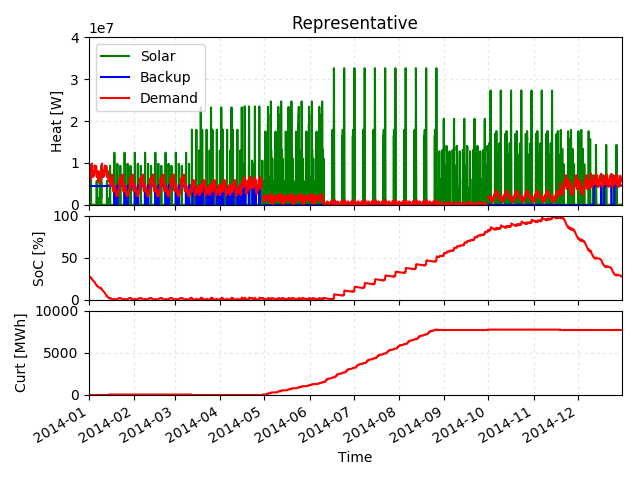 Representative
1e7
4
3
2
1
0
Heat [W]
Solar
Backup
Demand
100
50
0
SoC [%]
10000
5000
0
Curt [MWh]
2014-01
2014-02
2014-03
2014-04
2014-05
2014-06
2014-07
2014-08
2014-09
2014-10
2014-11
2014-12
Time